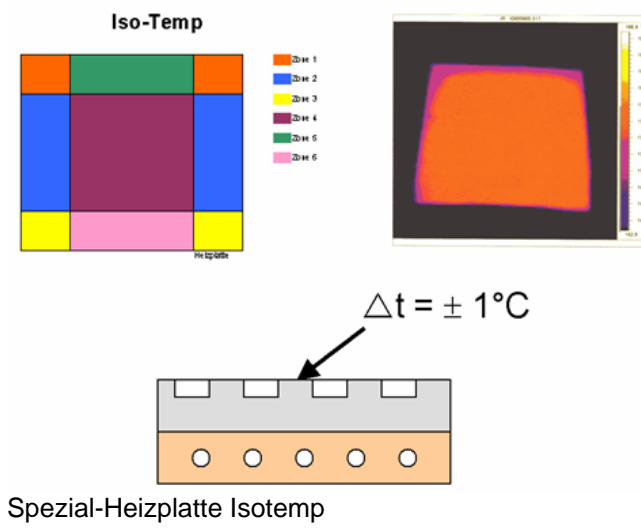 Iso-Temp
Zone 1
Zone 2
Zone 3
Zone 4
Zone 5
Zone 6
Heizplatte
△t = ± 1°C
Spezial-Heizplatte Isotemp